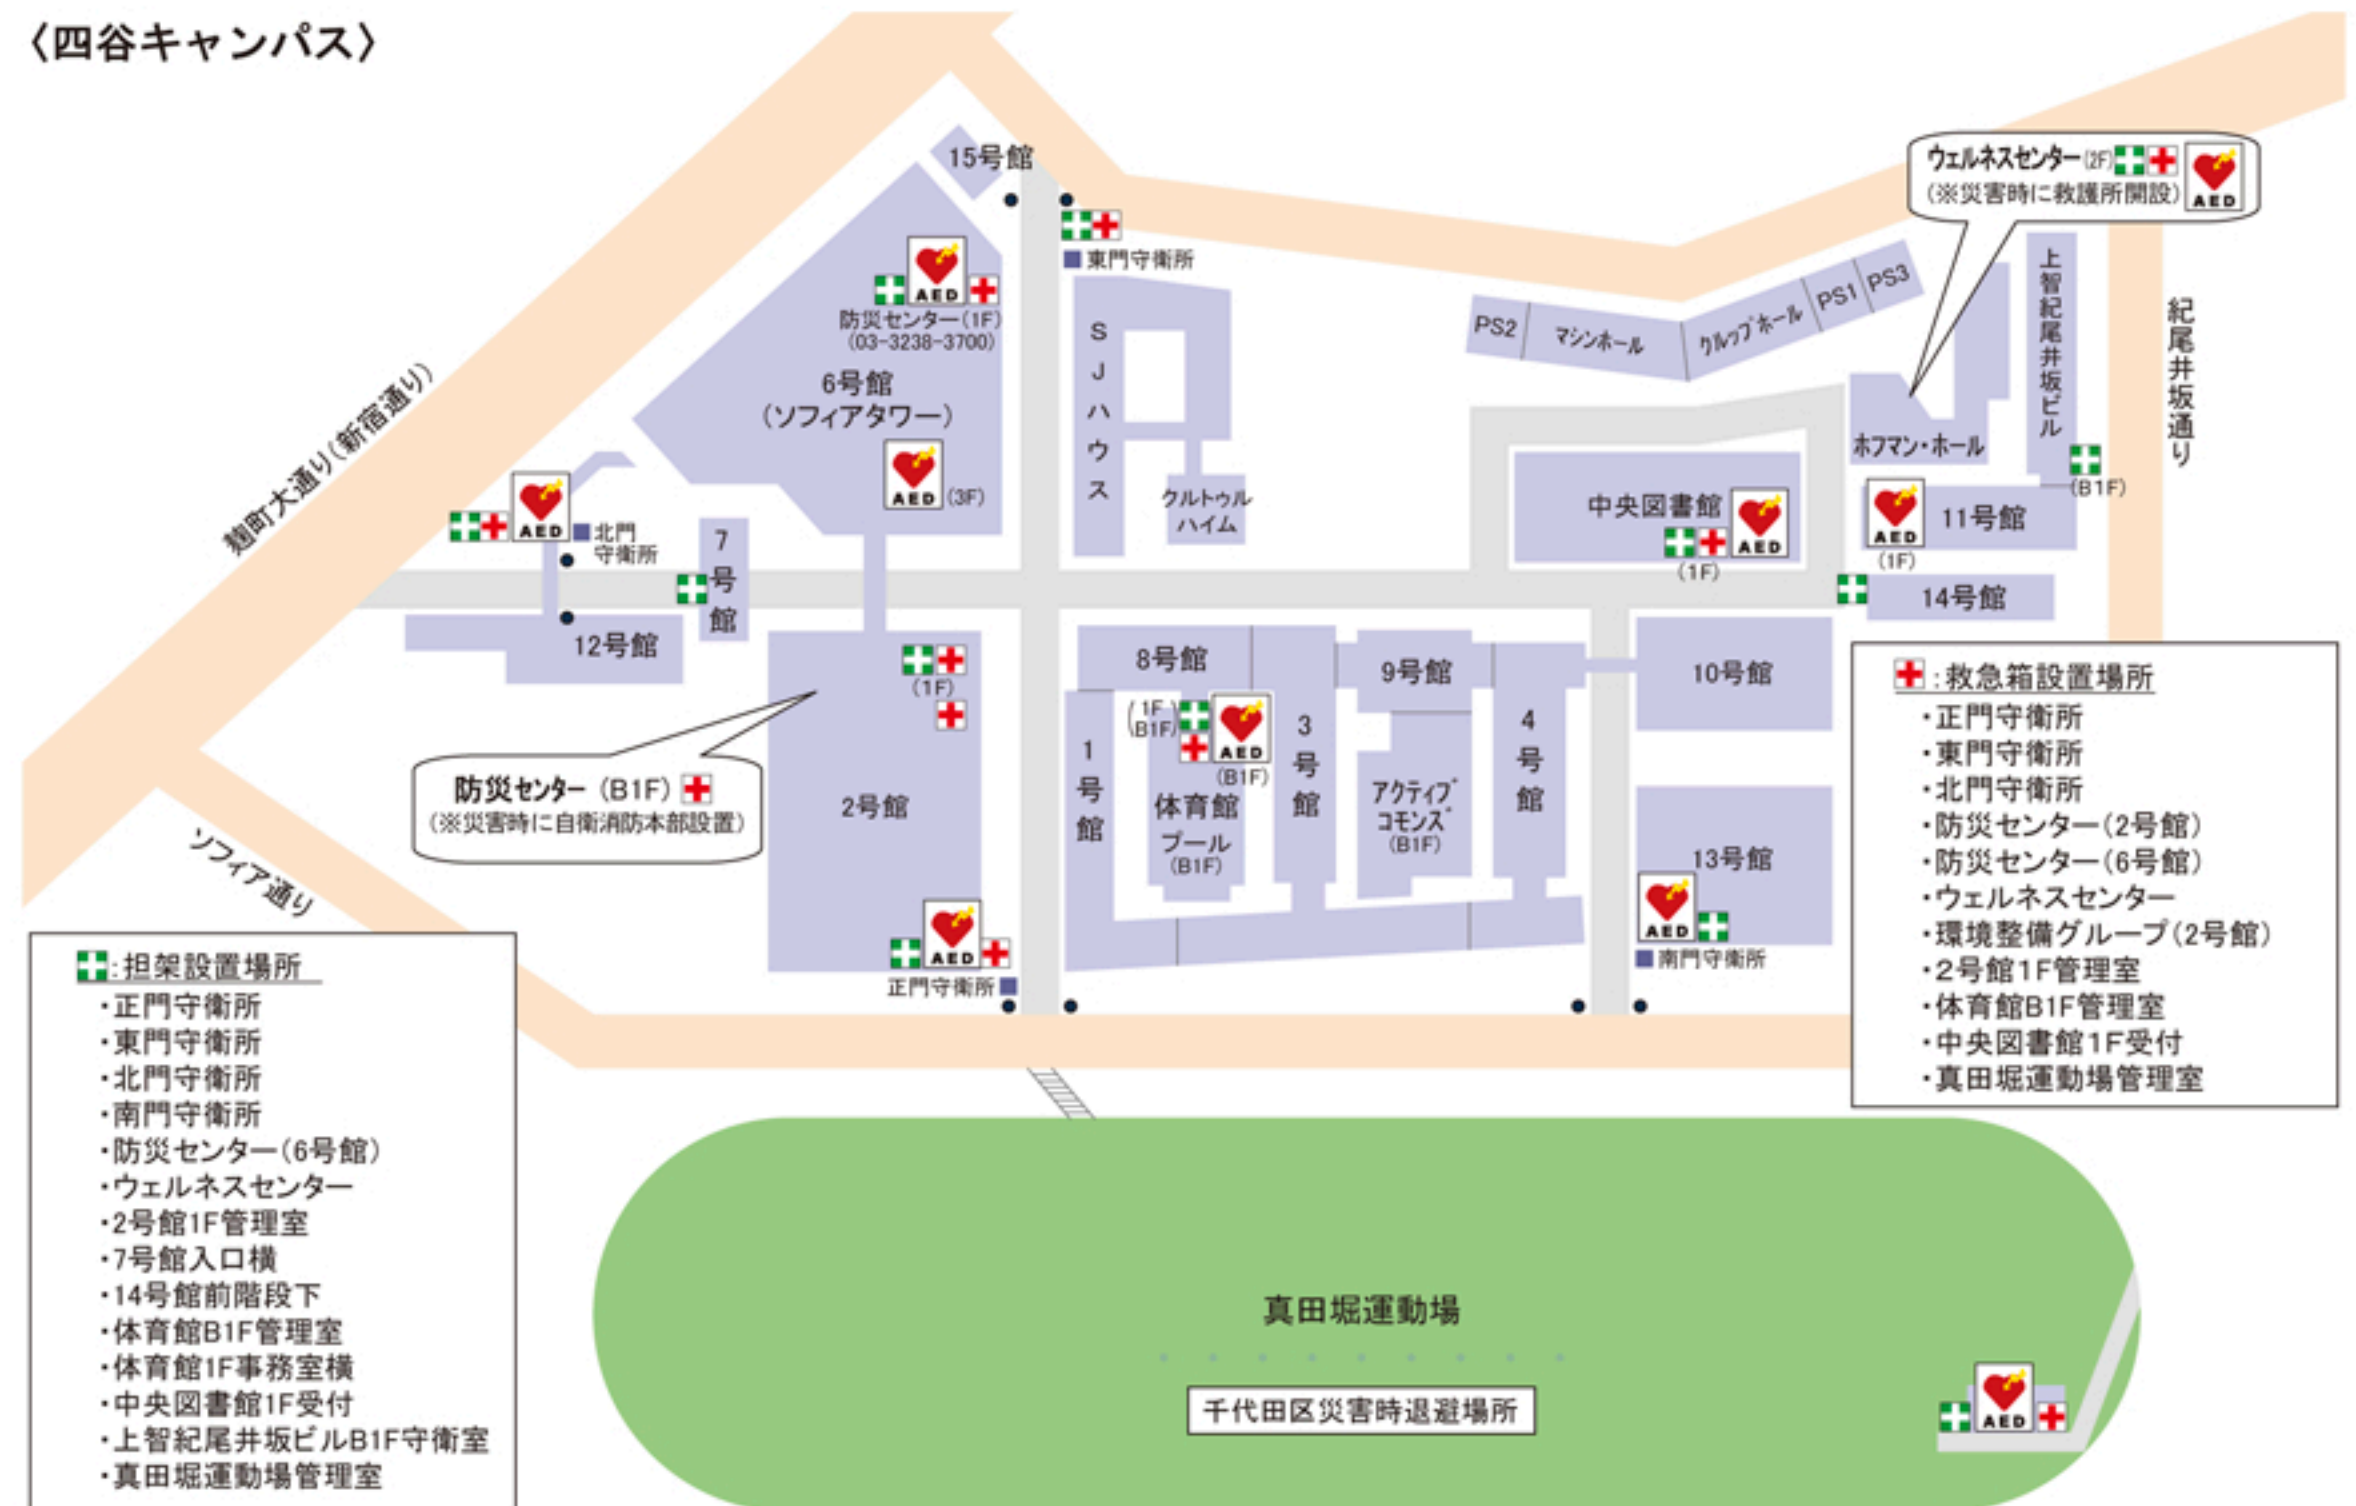 〈四谷キャンパス〉
15号館
東門守衛所
AED
防災センター(1F)
(03-3238-3700)
6号館
(ソフィアタワー)
AED (3F)
麹町大通り(新宿通り)
AED
北門
守衛所
7号館
12号館
SJハウス
クルトゥル
ハイム
PS2
マシンホール
クルップホール
PS1
PS3
ウェルネスセンター(2F)
(※災害時に救護所開設)
AED
上智紀尾井坂ビル
紀尾井坂通り
ホフマン・ホール
(B1F)
中央図書館
AED
(1F)
AED
(1F)
11号館
14号館
(1F)
防災センター (B1F)
(※災害時に自衛消防本部設置)
2号館
AED
正門守衛所
8号館
1号館
(1F)
(B1F)
AED
(B1F)
体育館
プール
(B1F)
3号館
9号館
アクティブ
コモンズ
(B1F)
4号館
10号館
13号館
AED
南門守衛所
ソフィア通り
:担架設置場所
・正門守衛所
・東門守衛所
・北門守衛所
・南門守衛所
・防災センター(6号館)
・ウェルネスセンター
・2号館1F管理室
・7号館入口横
・14号館前階段下
・体育館B1F管理室
・体育館1F事務室横
・中央図書館1F受付
・上智紀尾井坂ビルB1F守衛室
・真田堀運動場管理室
:救急箱設置場所
・正門守衛所
・東門守衛所
・北門守衛所
・防災センター(2号館)
・防災センター(6号館)
・ウェルネスセンター
・環境整備グループ(2号館)
・2号館1F管理室
・体育館B1F管理室
・中央図書館1F受付
・真田堀運動場管理室
真田堀運動場
千代田区災害時退避場所
AED